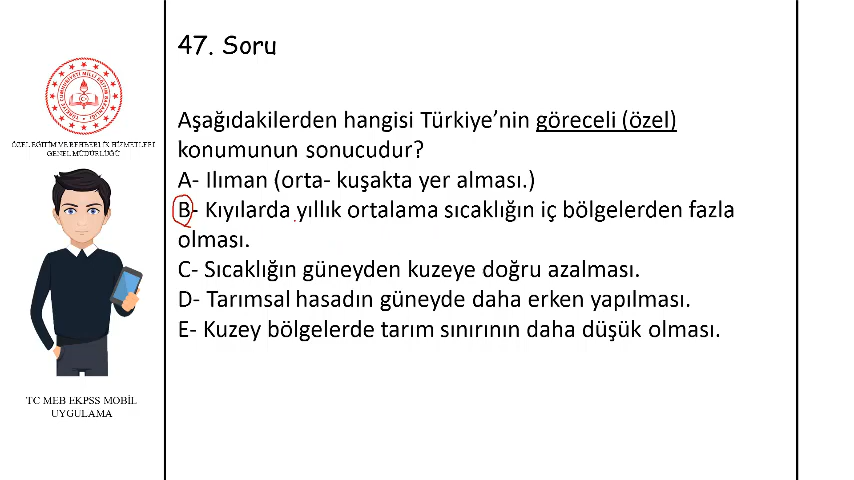 47. Soru
Aşağıdakilerden hangisi Türkiye'nin göreceli (özel)
konumunun sonucudur?
A- Ilıman (orta- kuşakta yer alması.)
B- Kıyılarda yıllık ortalama sıcaklığın iç bölgelerden fazla
olması.
C- Sıcaklığın güneyden kuzeye doğru azalması.
D- Tarımsal hasadın güneyde daha erken yapılması.
E- Kuzey bölgelerde tarım sınırının daha düşük olması.
ÖZEL EĞİTİM VE REHBERLİK HİZMETLERİ
GENEL MÜDÜRLÜĞÜ
TC MEB EKPSS MOBİL
UYGULAMA